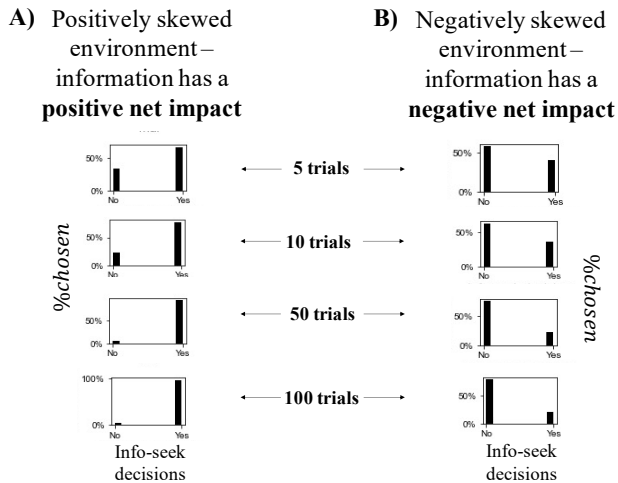 A) Positively skewed
environment –
information has a
positive net impact
50%
0%
No Yes
50%
0%
No Yes
50%
0%
No Yes
100%
0%
No Yes
%chosen
Info-seek
decisions
5 trials
10 trials
50 trials
100 trials
B) Negatively skewed
environment –
information has a
negative net impact
50%
0%
No Yes
50%
0%
No Yes
50%
0%
No Yes
50%
0%
No Yes
%chosen
Info-seek
decisions